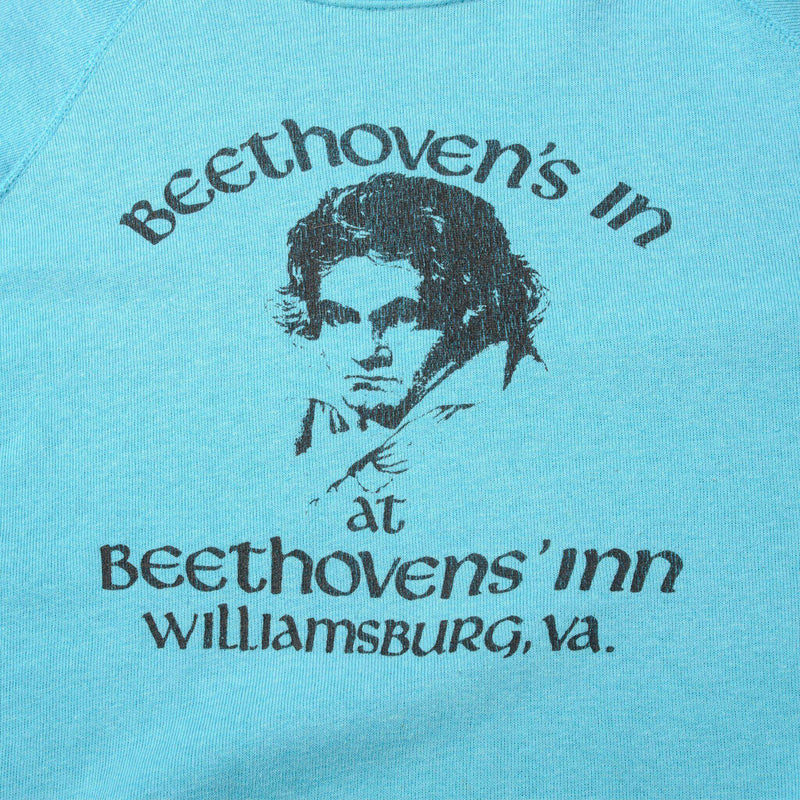 BEEthovEn's In
at
BEEthovEns' Inn
WIllIamsBURG, Va.